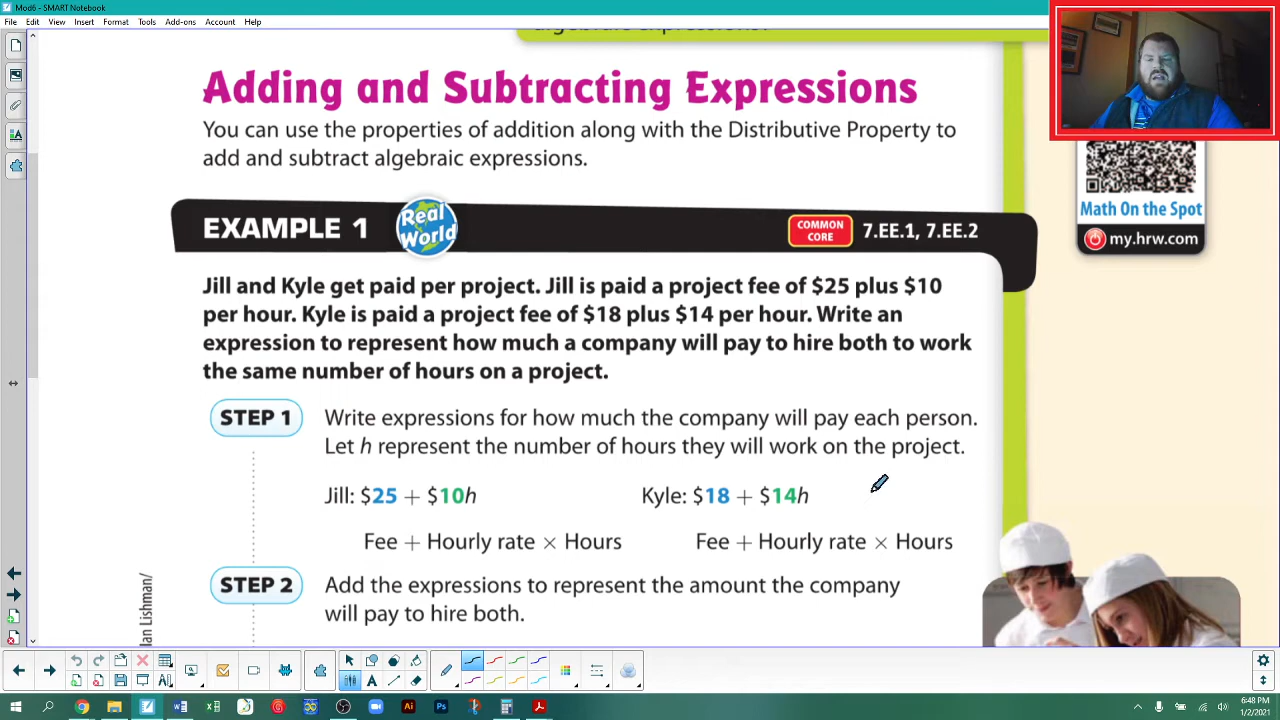 Mod6 - SMART Notebook
File Edit View Insert Format Tools Add-ons Account Help
algebraic expressions?
Adding and Subtracting Expressions
You can use the properties of addition along with the Distributive Property to
add and subtract algebraic expressions.
Math On the Spot
my.hrw.com
EXAMPLE 1
Real
World
COMMON
CORE
7.EE.1, 7.EE.2
Jill and Kyle get paid per project. Jill is paid a project fee of $25 plus $10
per hour. Kyle is paid a project fee of $18 plus $14 per hour. Write an
expression to represent how much a company will pay to hire both to work
the same number of hours on a project.
STEP 1
Write expressions for how much the company will pay each person.
Let h represent the number of hours they will work on the project.
Jill: $25 + $10h
Kyle: $18 + $14h
Fee + Hourly rate × Hours
Fee + Hourly rate × Hours
STEP 2
Add the expressions to represent the amount the company
will pay to hire both.
lan Lishman/
6:48 PM
1/2/2021